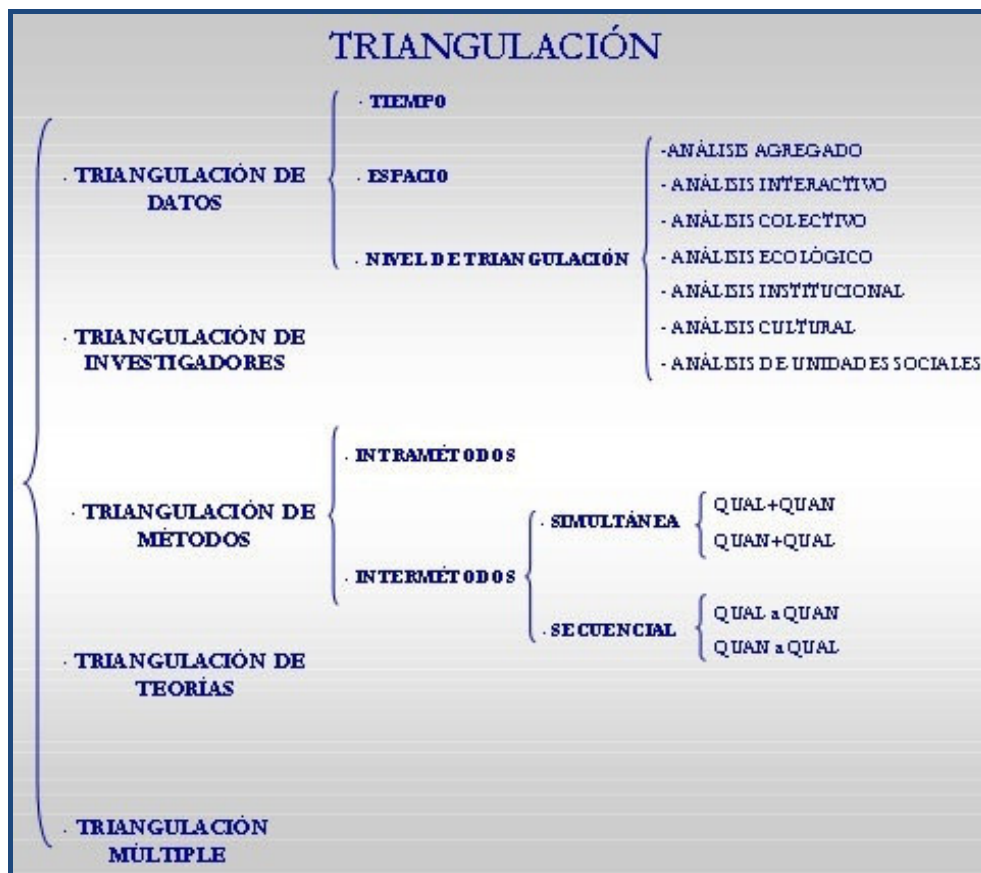 TRIANGULACIÓN
· TRIANGULACIÓN DE
DATOS
· TIEMPO
· ESPACIO
· NIVEL DE TRIANGULACIÓN
-ANÁLISIS AGREGADO
- ANÁLISIS INTERACTIVO
- ANÁLISIS COLECTIVO
- ANÁLISIS ECOLÓGICO
- ANÁLISIS INSTITUCIONAL
- ANÁLISIS CULTURAL
- ANÁLISIS DE UNIDADES SOCIALES
· TRIANGULACIÓN DE
INVESTIGADORES
· TRIANGULACIÓN DE
MÉTODOS
· INTRAMÉTODOS
· INTERMÉTODOS
· SIMULTÁNEA
QUAL+QUAN
QUAN+QUAL
· SECUENCIAL
QUAL a QUAN
QUAN a QUAL
· TRIANGULACIÓN DE
TEORÍAS
· TRIANGULACIÓN
MÚLTIPLE